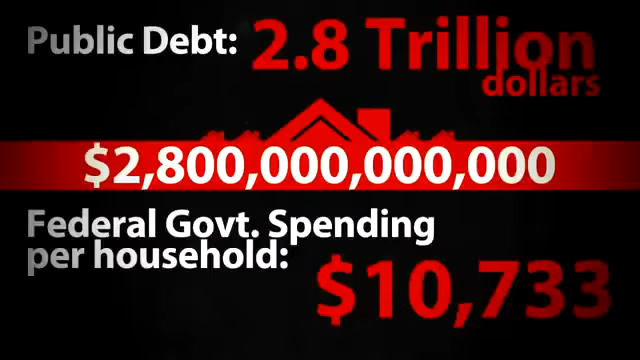 Public Debt: 2.8 Trillion
dollars
$2,800,000,000,000
Federal Govt. Spending
per household:
$10,733